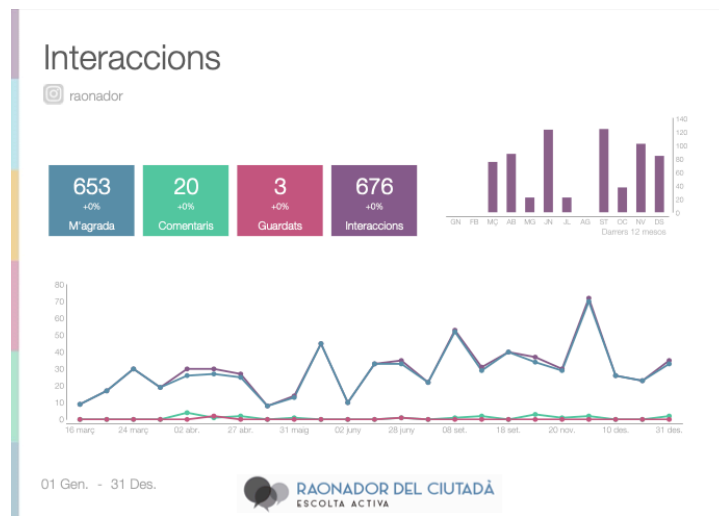 Interaccions
raonador
653
+0%
M'agrada
20
+0%
Comentaris
3
+0%
Guardats
676
+0%
Interaccions
140
120
100
80
60
40
20
0
GN FB MÇ AB MG JN JL AG ST OC NV DS
Darrers 12 mesos
80
70
60
50
40
30
20
10
0
16 març 24 març 02 abr. 27 abr. 31 maig 02 juny 28 juny 08 set. 18 set. 20 nov. 10 des. 31 des.
01 Gen. - 31 Des.
RAONADOR DEL CIUTADÀ
ESCOLTA ACTIVA